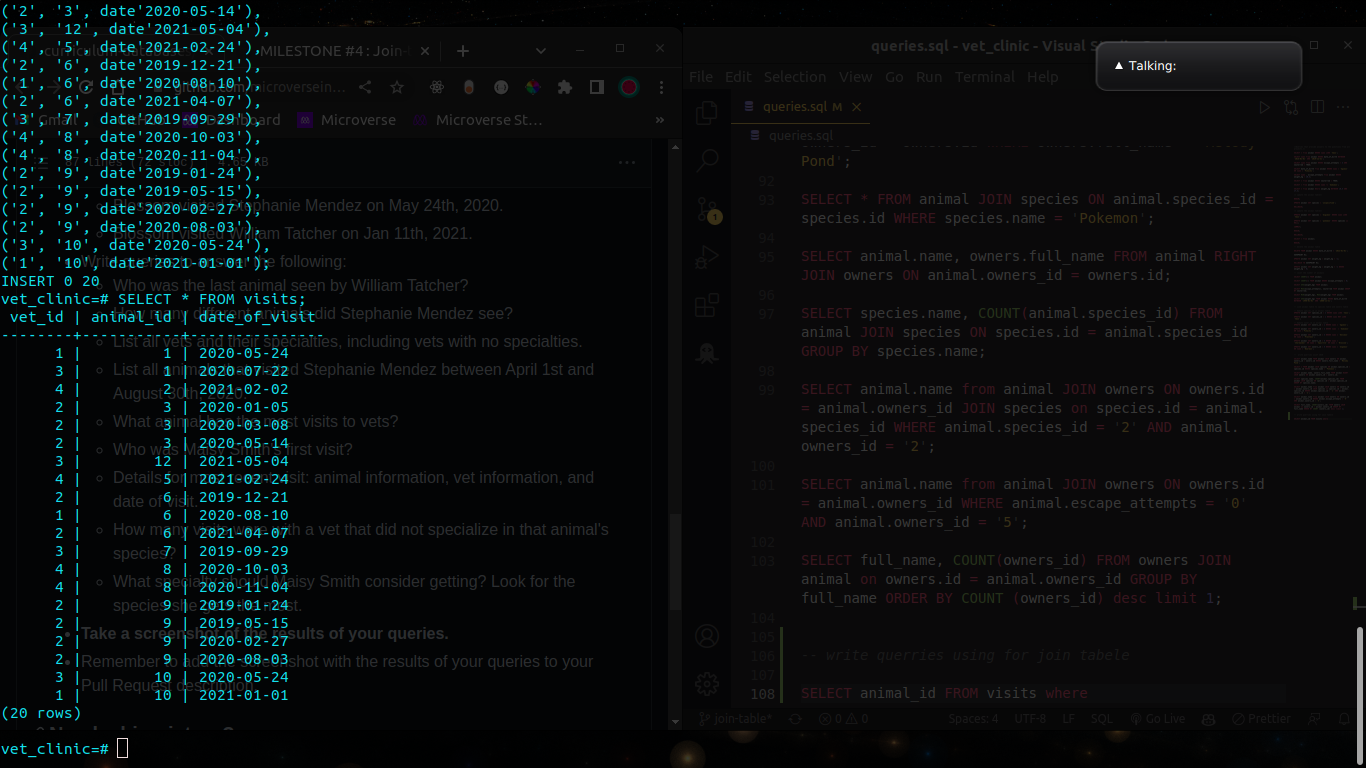 ('2', '3', date'2020-05-14'),
('3', '12', date'2021-05-04'),
('4', '5', date'2021-02-24'),
('2', '6', date'2019-12-21'),
('1', '6', date'2020-08-10'),
('2', '6', date'2021-04-07'),
('3', '7', date'2019-09-29'),
('4', '8', date'2020-10-03'),
('4', '8', date'2020-11-04'),
('2', '9', date'2019-01-24'),
('2', '9', date'2019-05-15'),
('2', '9', date'2020-02-27'),
('2', '9', date'2020-08-03'),
('3', '10', date'2020-05-24'),
('1', '10', date'2021-01-01');
INSERT 0 20
vet_clinic=# SELECT * FROM visits;
vet_id | animal_id | date_of_visit
--------+-----------+---------------
1 | 1 | 2020-05-24
3 | 1 | 2020-07-22
4 | 2 | 2021-02-02
2 | 3 | 2020-01-05
2 | 3 | 2020-03-08
2 | 3 | 2020-05-14
3 | 12 | 2021-05-04
4 | 5 | 2021-02-24
2 | 6 | 2019-12-21
1 | 6 | 2020-08-10
2 | 6 | 2021-04-07
3 | 7 | 2019-09-29
4 | 8 | 2020-10-03
4 | 8 | 2020-11-04
2 | 9 | 2019-01-24
2 | 9 | 2019-05-15
2 | 9 | 2020-02-27
2 | 9 | 2020-08-03
3 | 10 | 2020-05-24
1 | 10 | 2021-01-01
(20 rows)
vet_clinic=#
MILESTONE #4: Join-
Microverse
Microverse St...
Stephanie Mendez on May 24th, 2020.
William Tatcher on Jan 11th, 2021.
following:
Who was the last animal seen by William Tatcher?
did Stephanie Mendez see?
List all vets and their specialties, including vets with no specialties.
Stephanie Mendez between April 1st and
August 30th, 2020.
What animal has the most visits to vets?
Who was Maisy Smith's first visit?
Details for most recent visit: animal information, vet information, and
date of visit.
How many visits were with a vet that did not specialize in that animal's
species?
What specialty should Maisy Smith consider getting? Look for the
species she gets the most.
Take a screenshot of the results of your queries.
Remember to add the screenshot with the results of your queries to your
Pull Request description.
queries.sql - vet_clinic - Visual
▲ Talking:
File Edit Selection View Go Run Terminal Help
queries.sql M
queries.sql
Pond';
92
93 SELECT * FROM animal JOIN species ON animal.species_id =
species.id WHERE species.name = 'Pokemon';
94
95 SELECT animal.name, owners.full_name FROM animal RIGHT
JOIN owners ON animal.owners_id = owners.id;
96
97 SELECT species.name, COUNT(animal.species_id) FROM
animal JOIN species ON species.id = animal.species_id
GROUP BY species.name;
98
99 SELECT animal.name from animal JOIN owners ON owners.id
= animal.owners_id JOIN species on species.id = animal.
species_id WHERE animal.species_id = '2' AND animal.
owners_id = '2';
100
101 SELECT animal.name from animal JOIN owners ON owners.id
= animal.owners_id WHERE animal.escape_attempts = '0'
AND animal.owners_id = '5';
102
103 SELECT full_name, COUNT(owners_id) FROM owners JOIN
animal on owners.id = animal.owners_id GROUP BY
full_name ORDER BY COUNT (owners_id) desc limit 1;
104
105
106 -- write querries using for join tabele
107
108 SELECT animal_id FROM visits where
join-table* 0 0 Spaces: 4 UTF-8 LF SQL Go Live Prettier